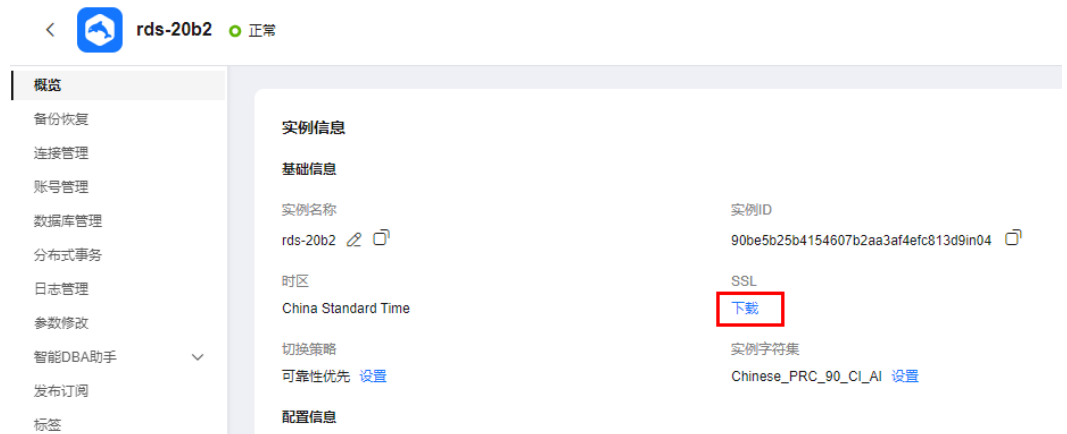 rds-20b2 正常
概览
备份恢复
连接管理
账号管理
数据库管理
分布式事务
日志管理
参数修改
智能DBA助手
发布订阅
标签
实例信息
基础信息
实例名称
rds-20b2
实例ID
90be5b25b4154607b2aa3af4efc813d9in04
时区
China Standard Time
SSL
下载
切换策略
可靠性优先 设置
实例字符集
Chinese_PRC_90_CI_AI 设置
配置信息